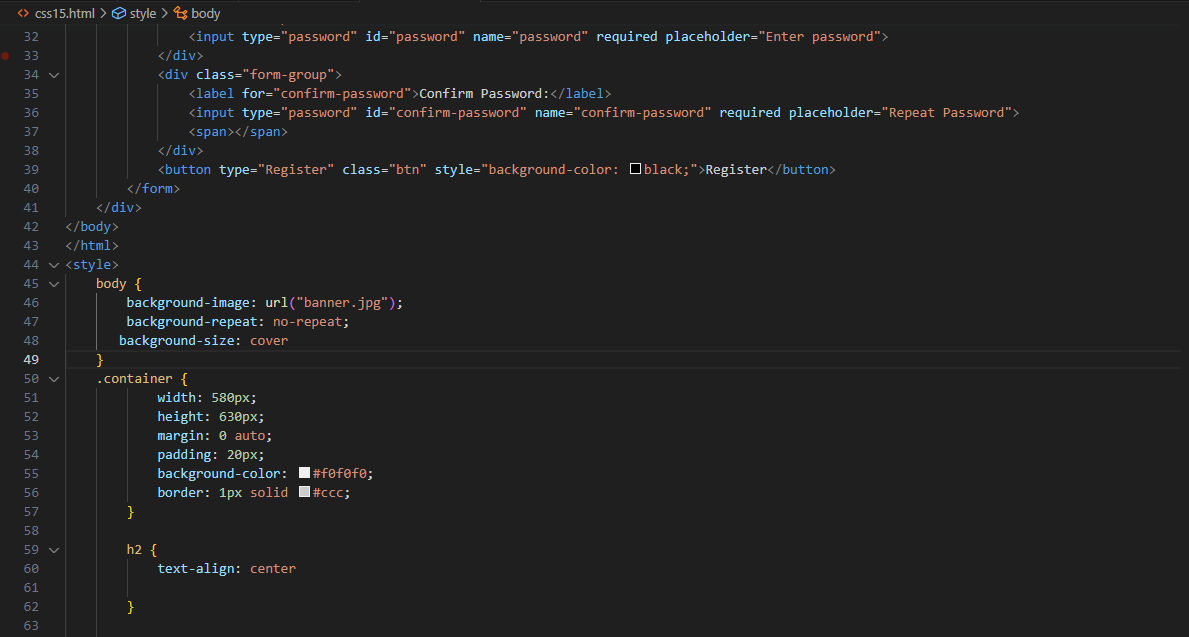 css15.html > style > body
32 <input type="password" id="password" name="password" required placeholder="Enter password">
33 </div>
34 <div class="form-group">
35 <label for="confirm-password">Confirm Password:</label>
36 <input type="password" id="confirm-password" name="confirm-password" required placeholder="Repeat Password">
37 <span></span>
38 </div>
39 <button type="Register" class="btn" style="background-color: black;">Register</button>
40 </form>
41 </div>
42 </body>
43 </html>
44 <style>
45 body {
46 background-image: url("banner.jpg");
47 background-repeat: no-repeat;
48 background-size: cover
49 }
50 .container {
51 width: 580px;
52 height: 630px;
53 margin: 0 auto;
54 padding: 20px;
55 background-color: #f0f0f0;
56 border: 1px solid #ccc;
57 }
58
59 h2 {
60 text-align: center
61
62 }
63